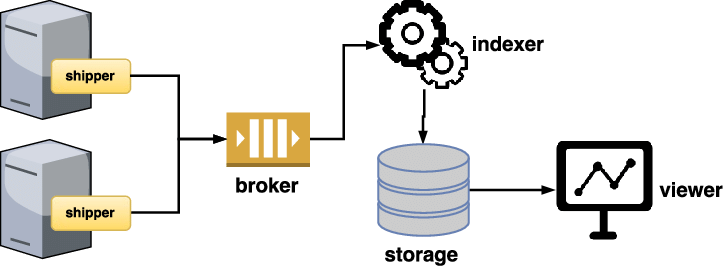 shipper
indexer
broker
shipper
viewer
storage